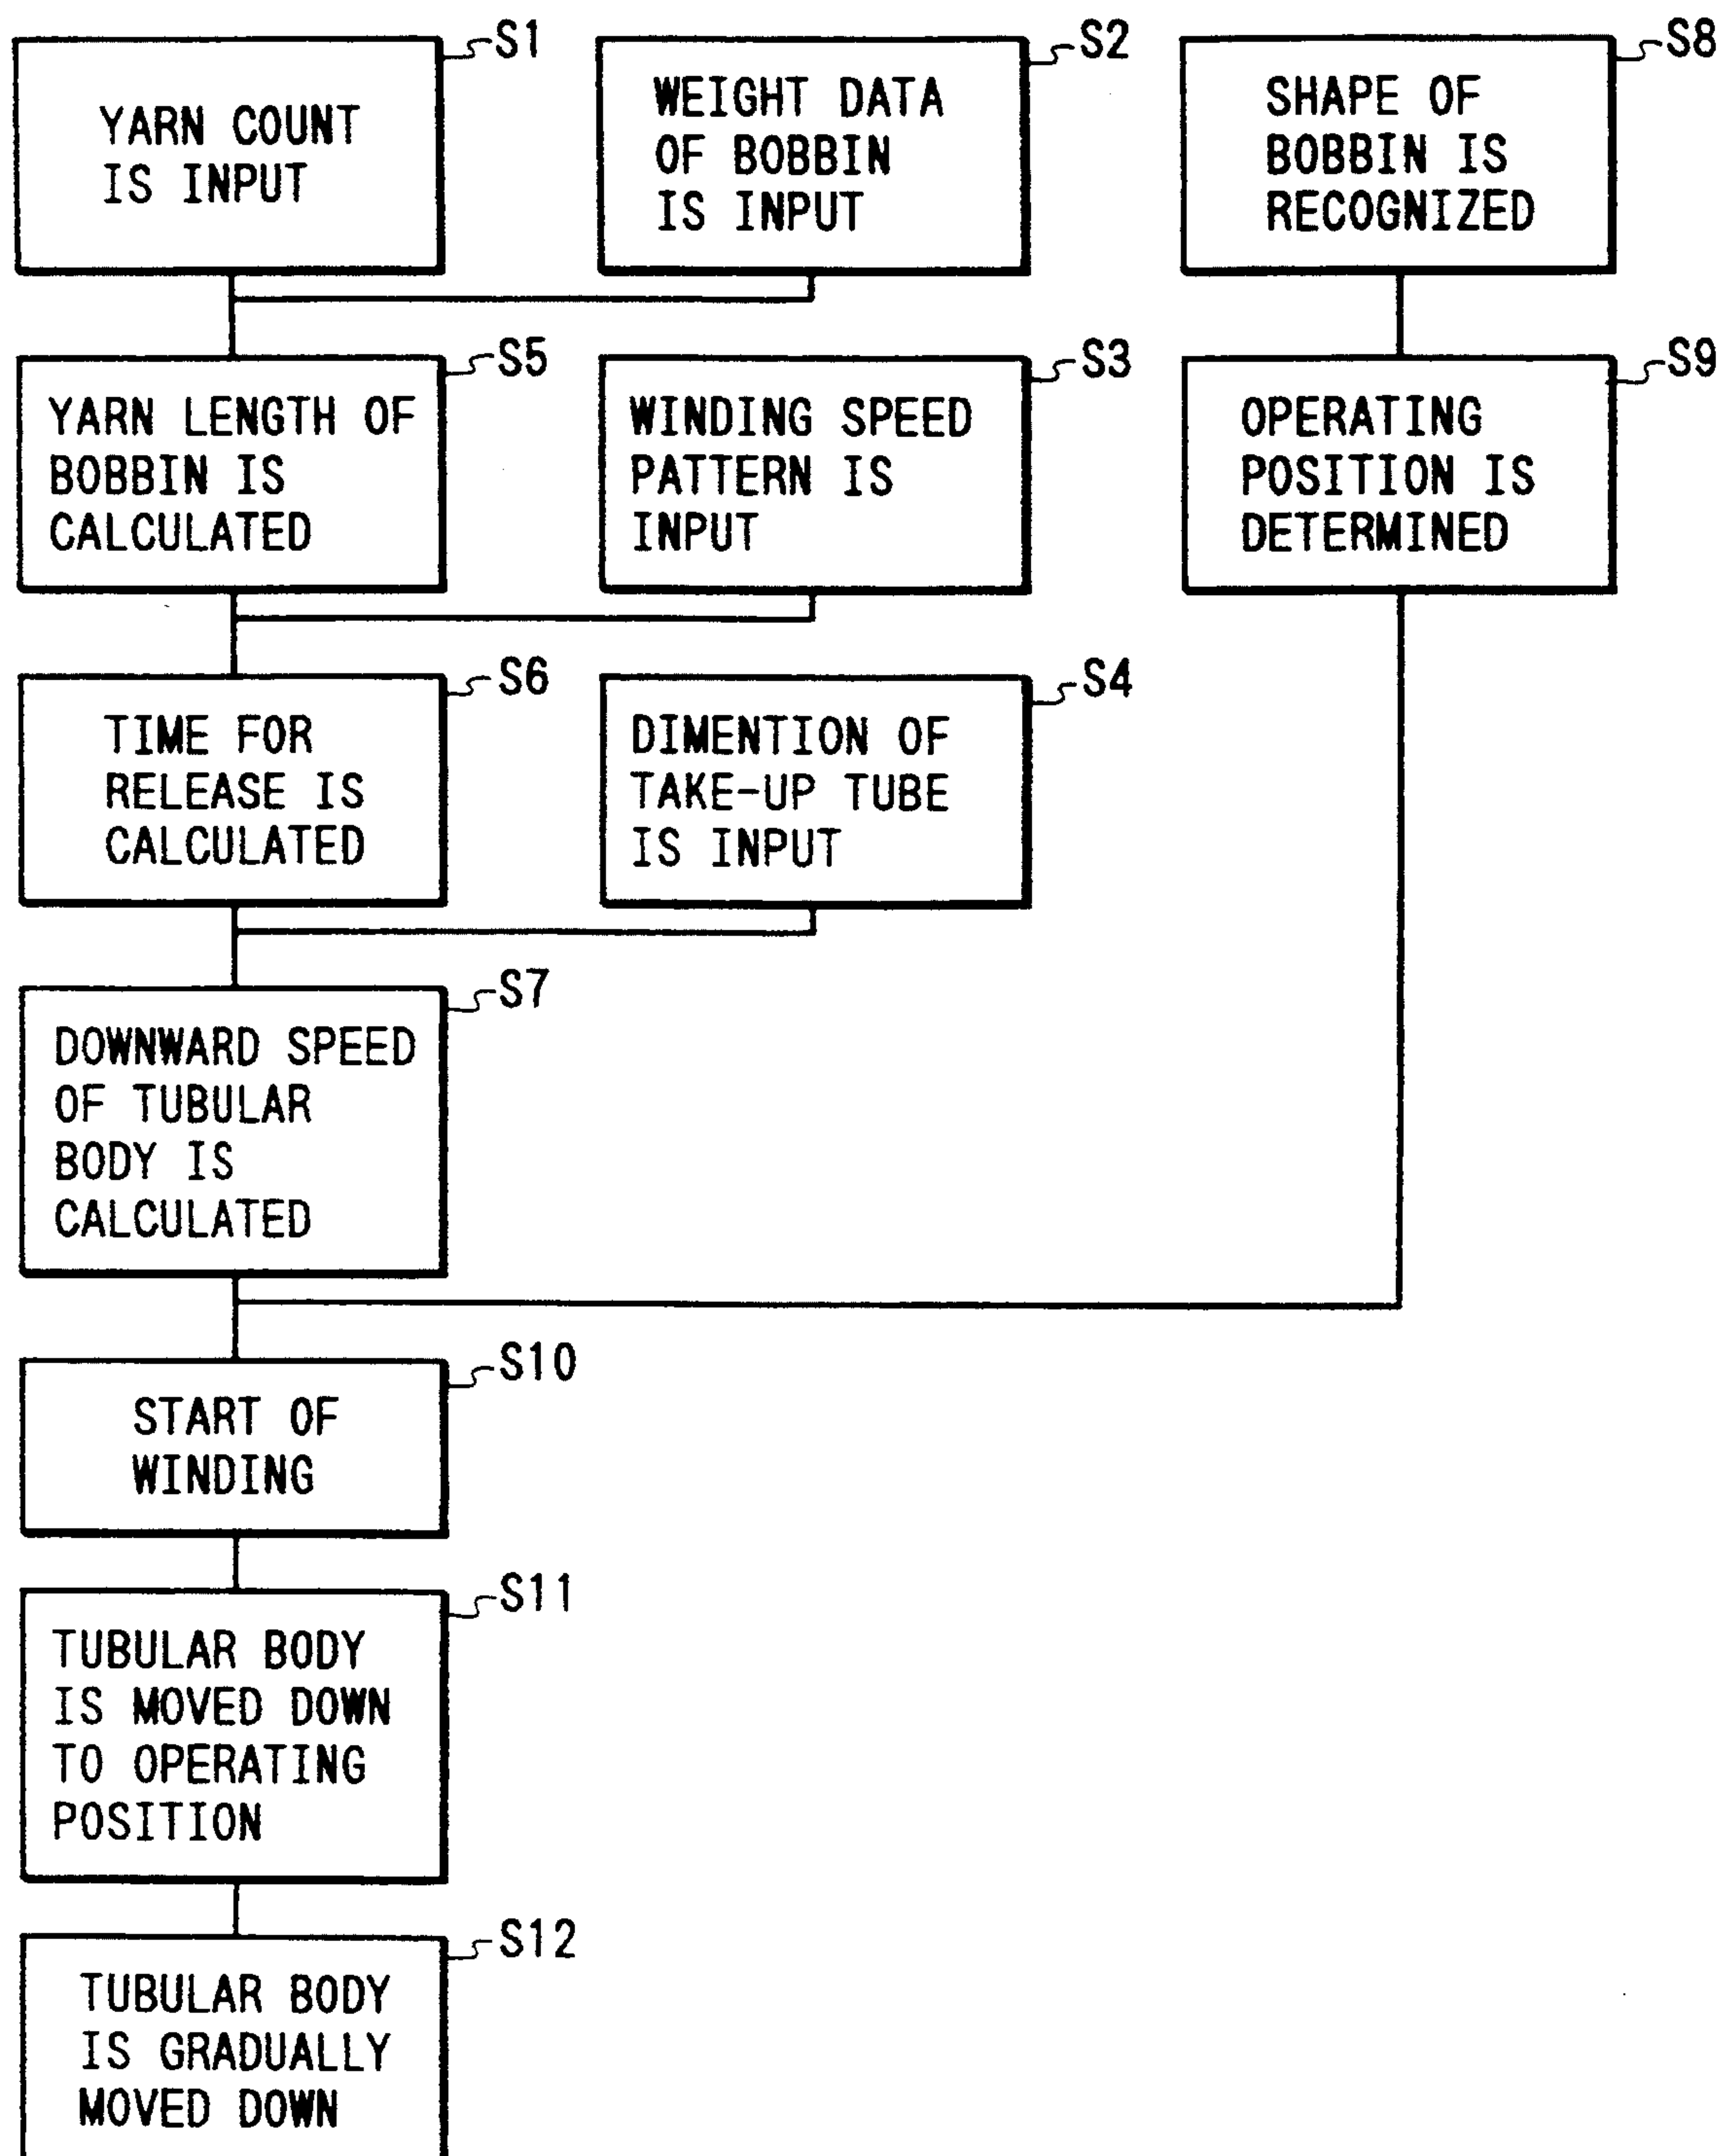 S1
YARN COUNT
IS INPUT
S2
WEIGHT DATA
OF BOBBIN
IS INPUT
S8
SHAPE OF
BOBBIN IS
RECOGNIZED
S5
YARN LENGTH OF
BOBBIN IS
CALCULATED
S3
WINDING SPEED
PATTERN IS
INPUT
S9
OPERATING
POSITION IS
DETERMINED
S6
TIME FOR
RELEASE IS
CALCULATED
S4
DIMENTION OF
TAKE-UP TUBE
IS INPUT
S7
DOWNWARD SPEED
OF TUBULAR
BODY IS
CALCULATED
S10
START OF
WINDING
S11
TUBULAR BODY
IS MOVED DOWN
TO OPERATING
POSITION
S12
TUBULAR BODY
IS GRADUALLY
MOVED DOWN